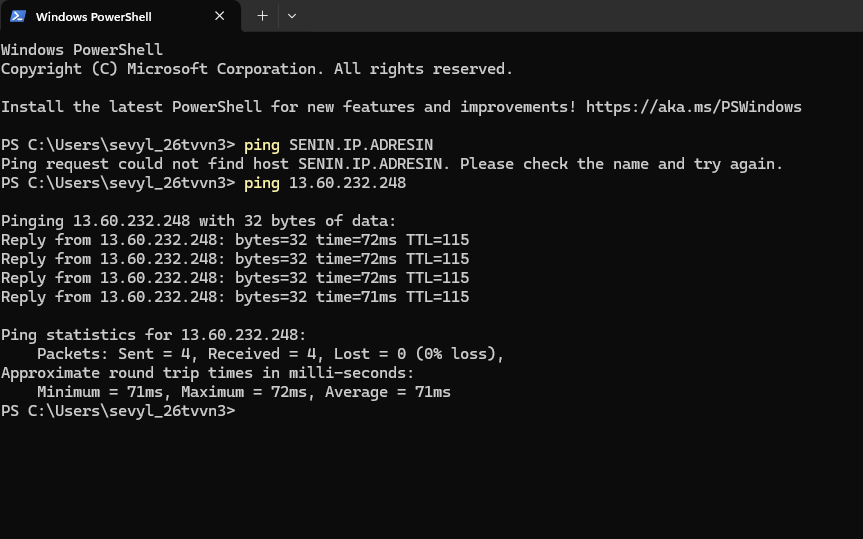 Windows PowerShell
Windows PowerShell
Copyright (C) Microsoft Corporation. All rights reserved.
Install the latest PowerShell for new features and improvements! https://aka.ms/PSWindows
PS C:\Users\sevyl_26tvvn3> ping SENIN.IP.ADRESIN
Ping request could not find host SENIN.IP.ADRESIN. Please check the name and try again.
PS C:\Users\sevyl_26tvvn3> ping 13.60.232.248
Pinging 13.60.232.248 with 32 bytes of data:
Reply from 13.60.232.248: bytes=32 time=72ms TTL=115
Reply from 13.60.232.248: bytes=32 time=72ms TTL=115
Reply from 13.60.232.248: bytes=32 time=72ms TTL=115
Reply from 13.60.232.248: bytes=32 time=71ms TTL=115
Ping statistics for 13.60.232.248:
    Packets: Sent = 4, Received = 4, Lost = 0 (0% loss),
Approximate round trip times in milli-seconds:
    Minimum = 71ms, Maximum = 72ms, Average = 71ms
PS C:\Users\sevyl_26tvvn3>